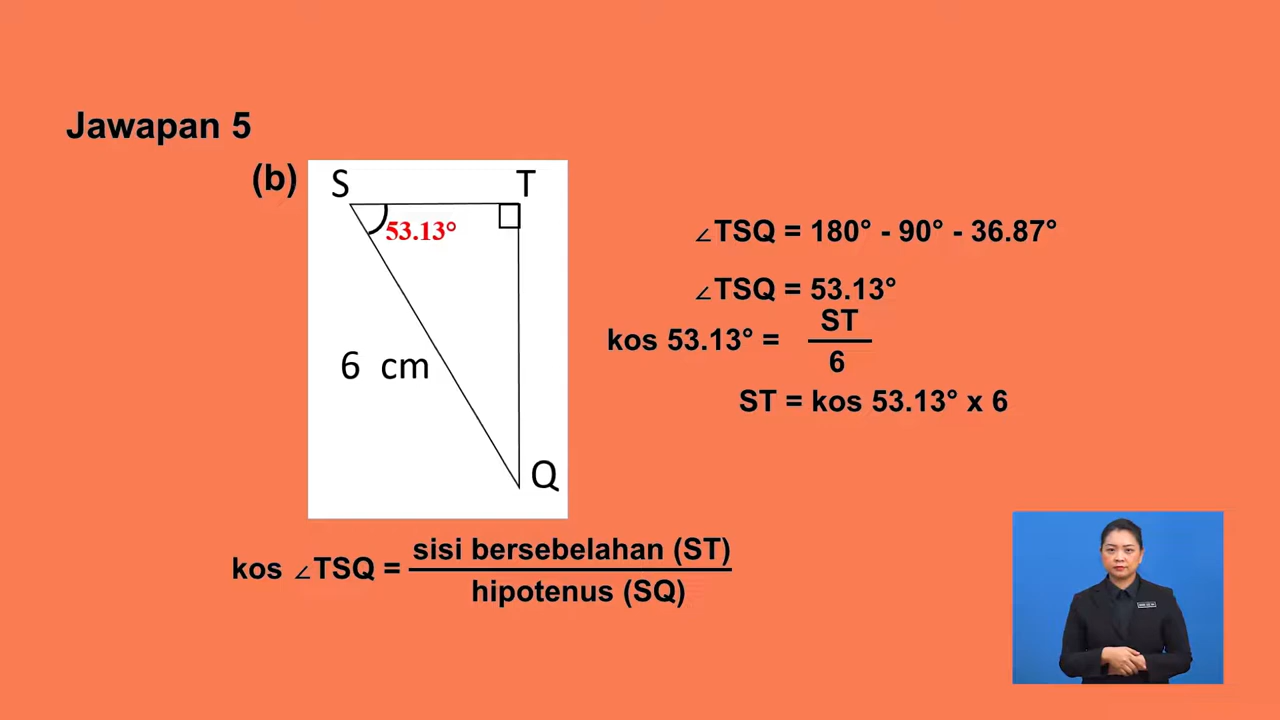 Jawapan 5
(b)
S
T
53.13°
6 cm
Q
∠TSQ = 180° - 90° - 36.87°
∠TSQ = 53.13°
kos 53.13° = ST
6
ST = kos 53.13° x 6
kos ∠TSQ = sisi bersebelahan (ST)
hipotenus (SQ)